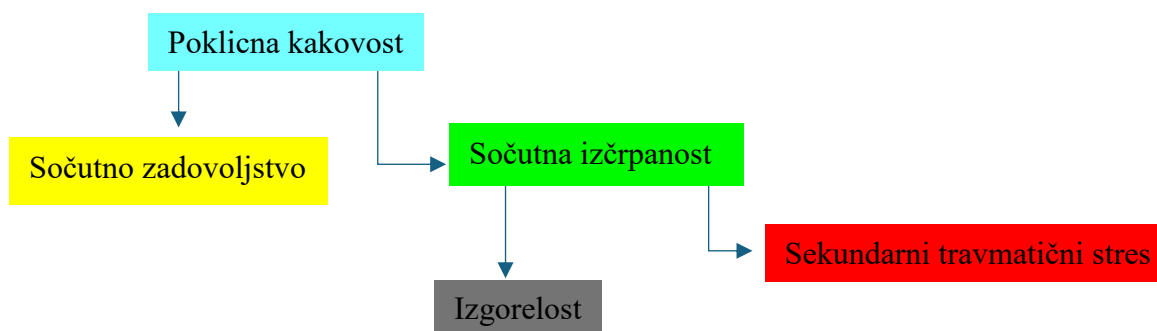 Poklicna kakovost
Sočutno zadovoljstvo
Sočutna izčrpanost
Sekundarni travmatični stres
Izgorelost